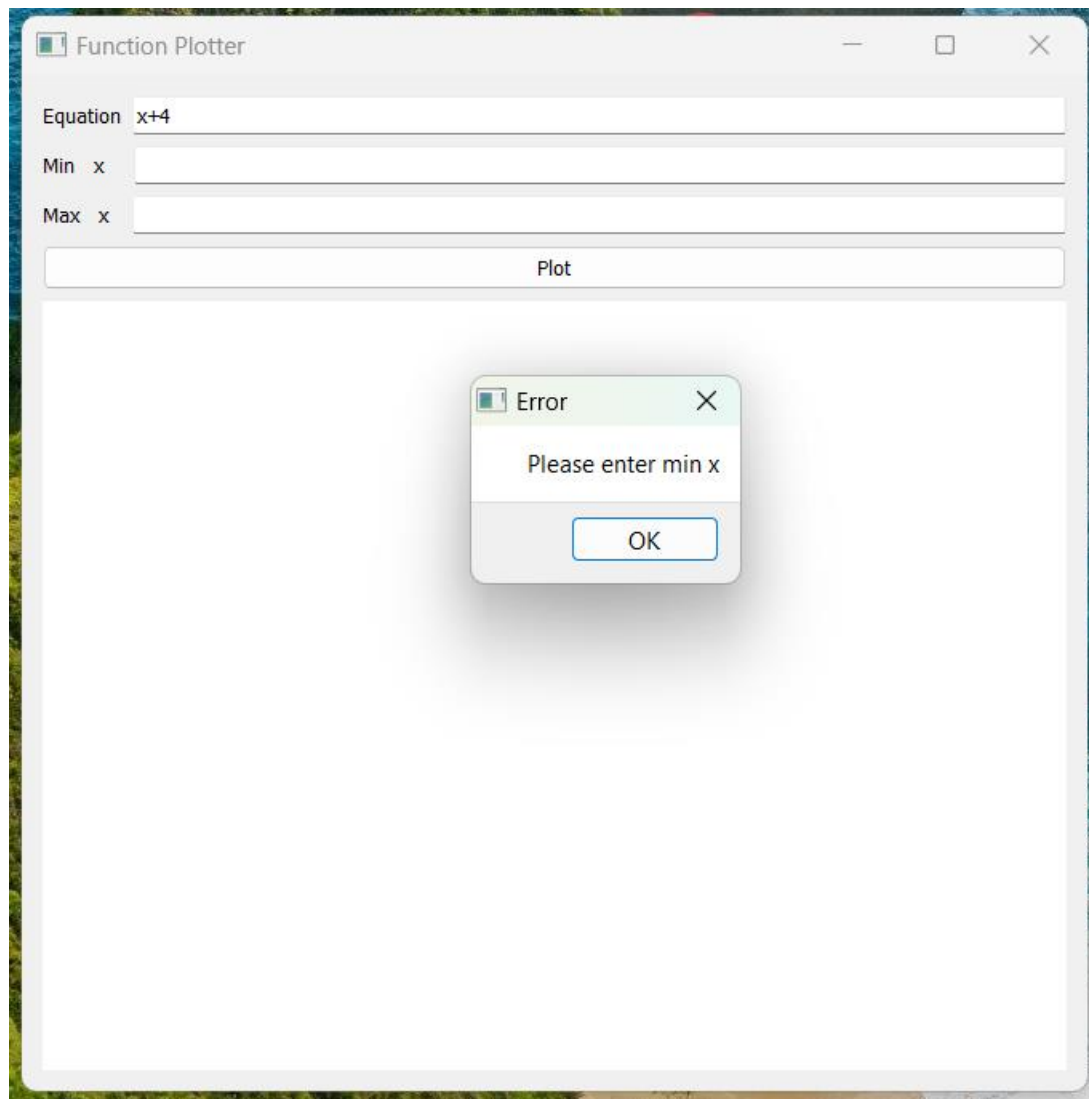 Function Plotter
Equation x+4
Min x
Max x
Plot
Error
Please enter min x
OK